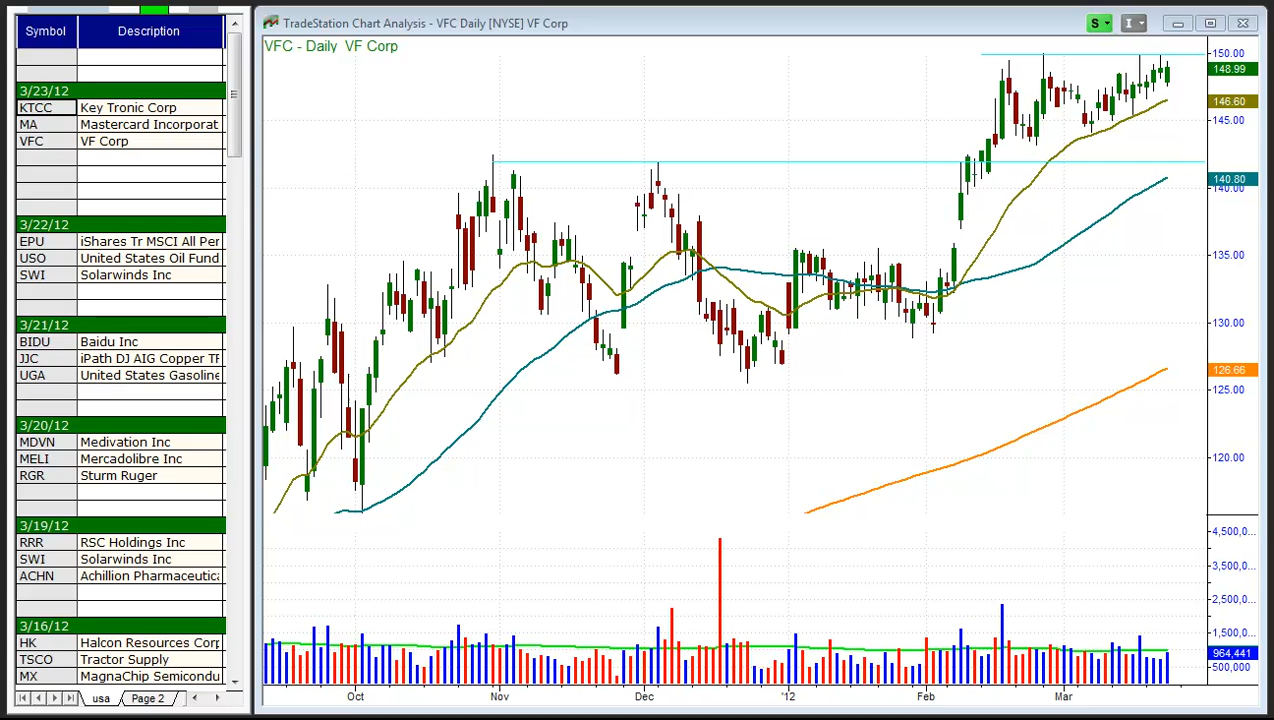 Symbol Description
3/23/12
KTCC Key Tronic Corp
MA Mastercard Incorporat
VFC VF Corp
3/22/12
EPU iShares Tr MSCI All Per
USO United States Oil Fund
SWI Solarwinds Inc
3/21/12
BIDU Baidu Inc
JJC iPath DJ AIG Copper TR
UGA United States Gasoline
3/20/12
MDVN Medivation Inc
MELI Mercadolibre Inc
RGR Sturm Ruger
3/19/12
RRR RSC Holdings Inc
SWI Solarwinds Inc
ACHN Achillion Pharmaceutica
3/16/12
HK Halcon Resources Corp
TSCO Tractor Supply
MX MagnaChip Semicondu
usa Page 2
TradeStation Chart Analysis - VFC Daily [NYSE] VF Corp
S I
VFC - Daily VF Corp
150.00
148.99
146.60
145.00
140.80
140.00
135.00
130.00
126.66
125.00
120.00
4,500,0...
3,500,0...
2,500,0...
1,500,0...
964,441
500,000
Oct Nov Dec '12 Feb Mar